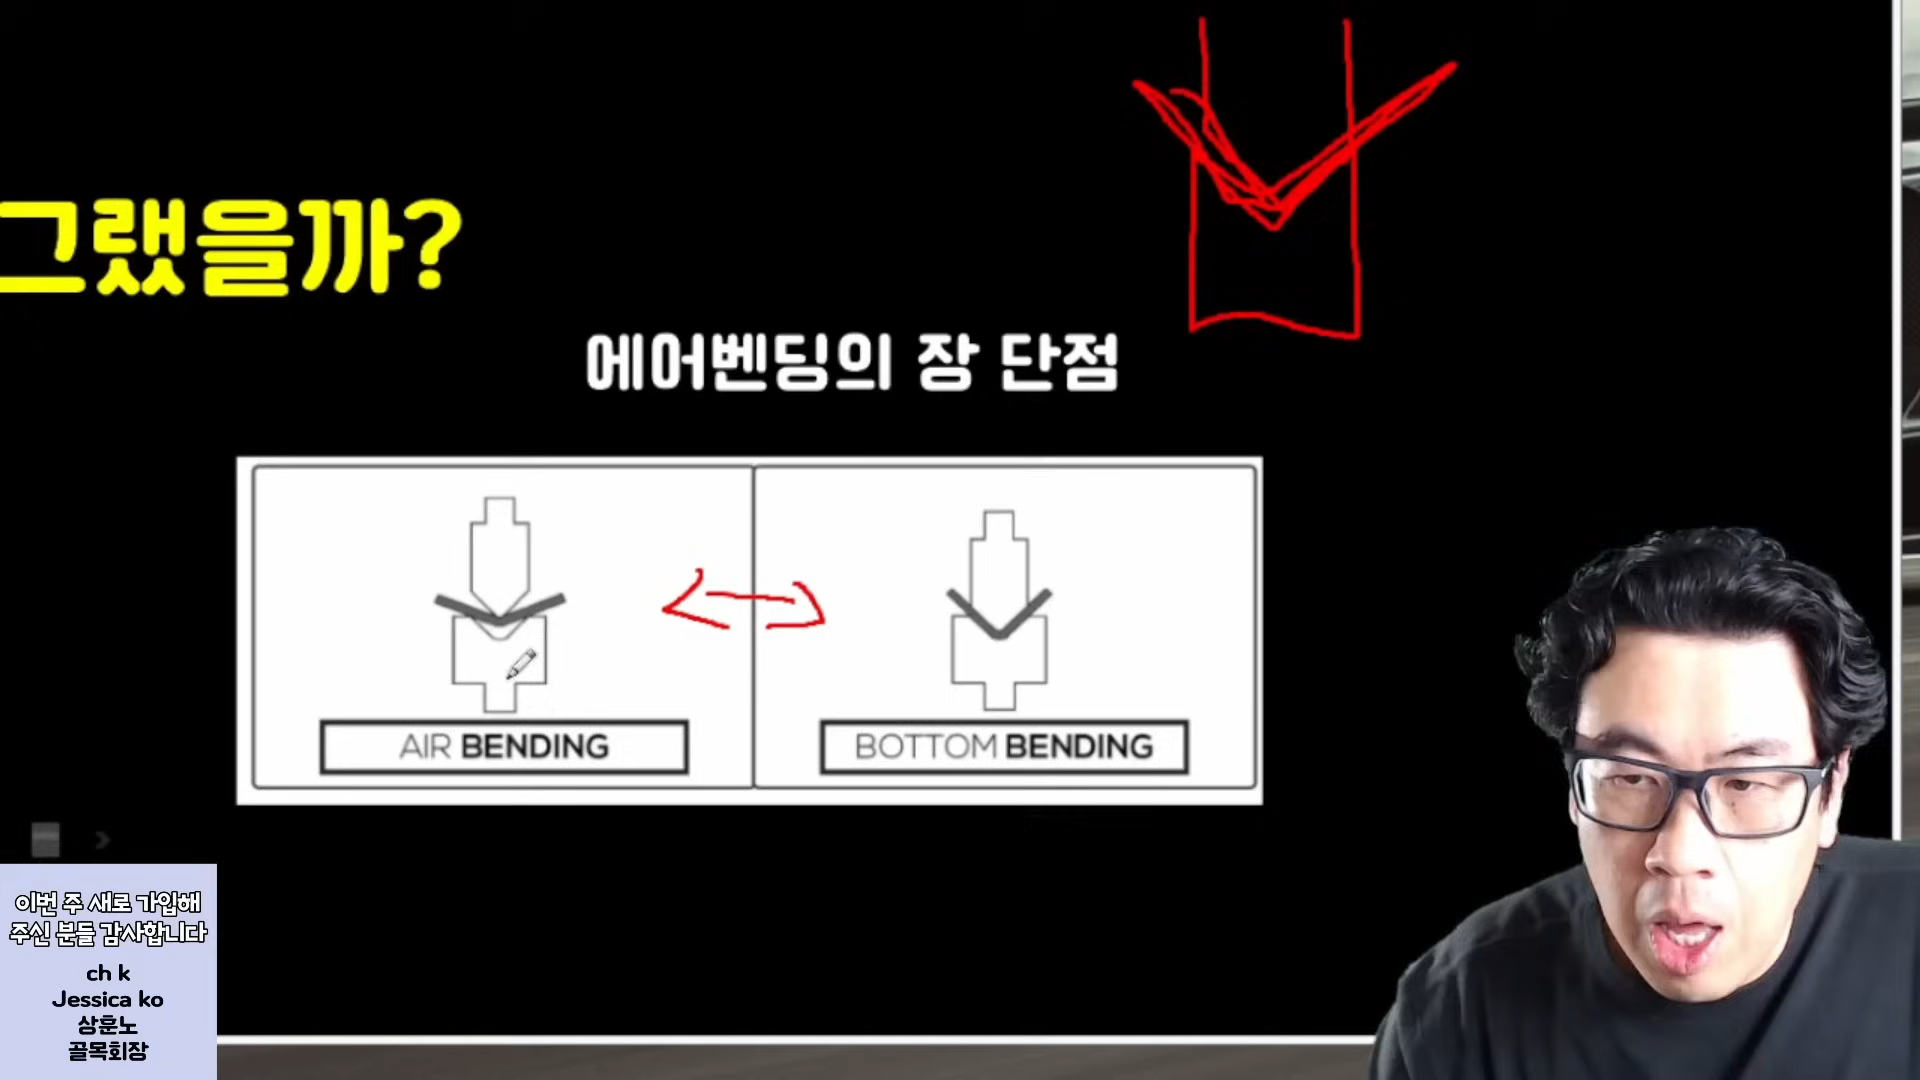 그랬을까?
에어벤딩의 장 단점
AIR BENDING
BOTTOM BENDING
이번 주 새로 가입해
주신 분들 감사합니다
ch k
Jessica ko
상훈노
골목회장